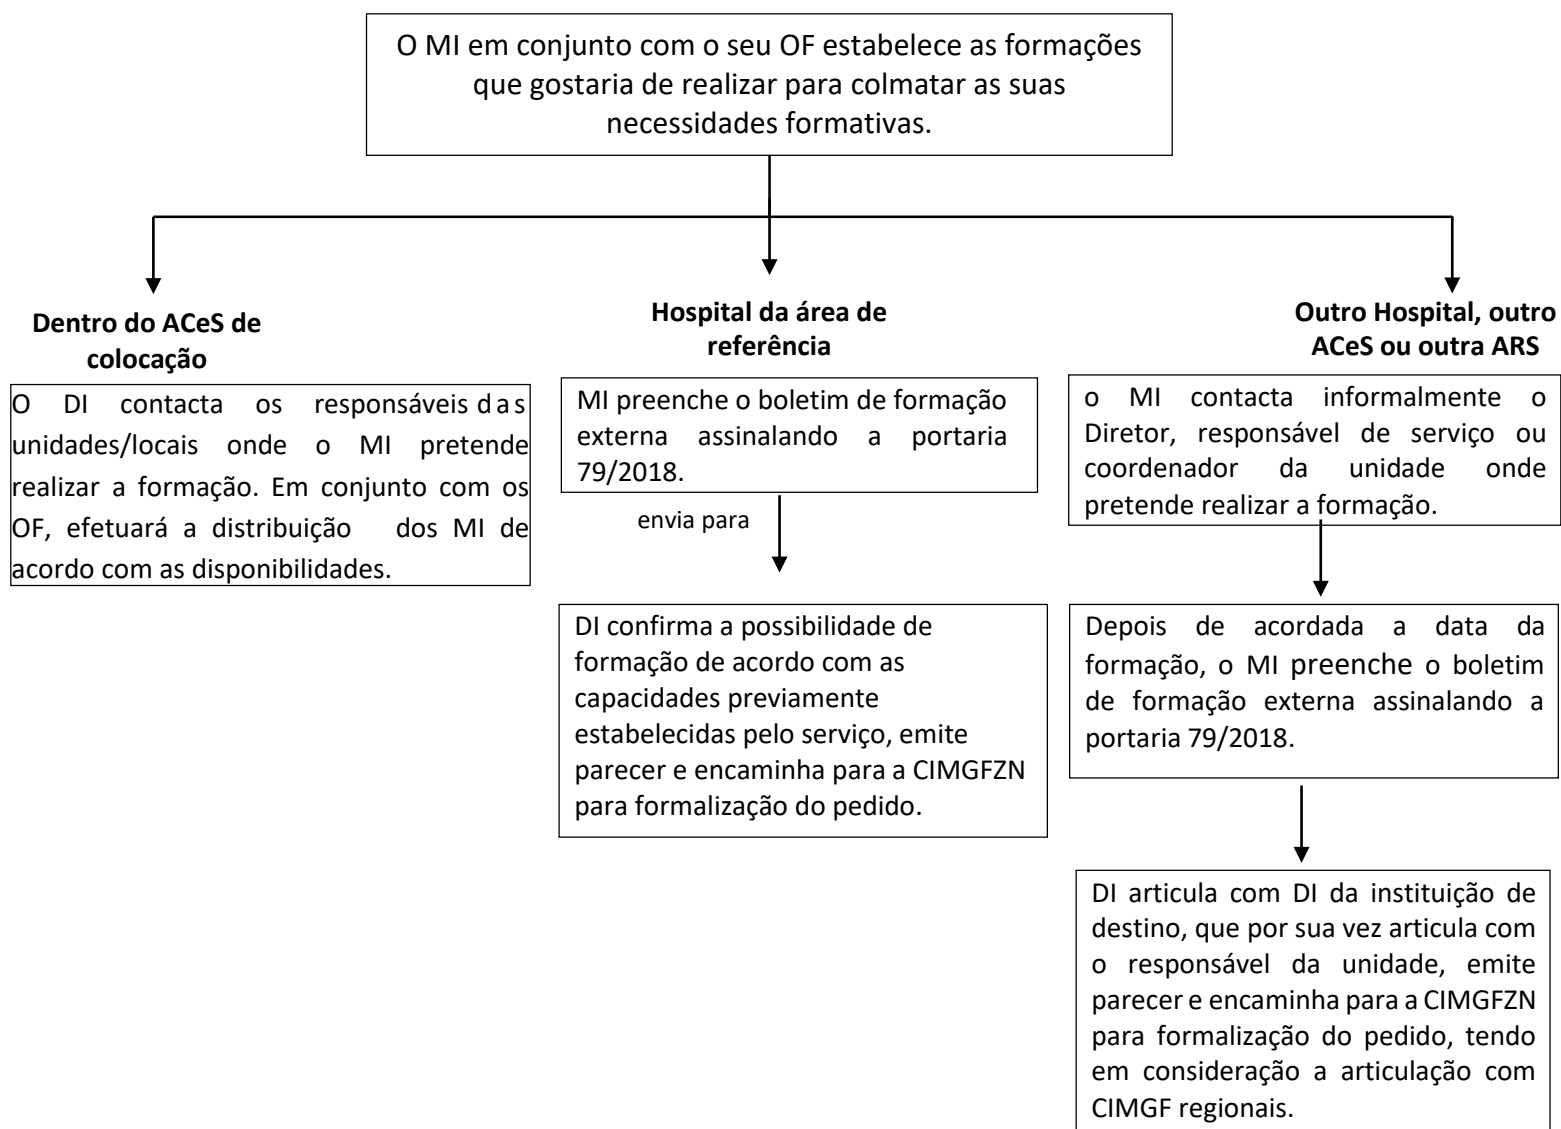 O MI em conjunto com o seu OF estabelece as formações
que gostaria de realizar para colmatar as suas
necessidades formativas.
Dentro do ACeS de
colocação
O DI contacta os responsáveis das
unidades/locais onde o MI pretende
realizar a formação. Em conjunto com os
OF, efetuará a distribuição dos MI de
acordo com as disponibilidades.
Hospital da área de
referência
MI preenche o boletim de formação
externa assinalando a portaria
79/2018.
envia para
DI confirma a possibilidade de
formação de acordo com as
capacidades previamente
estabelecidas pelo serviço, emite
parecer e encaminha para a CIMGFZN
para formalização do pedido.
Outro Hospital, outro
ACeS ou outra ARS
o MI contacta informalmente o
Diretor, responsável de serviço ou
coordenador da unidade onde
pretende realizar a formação.
Depois de acordada a data da
formação, o MI preenche o boletim
de formação externa assinalando a
portaria 79/2018.
DI articula com DI da instituição de
destino, que por sua vez articula com
o responsável da unidade, emite
parecer e encaminha para a CIMGFZN
para formalização do pedido, tendo
em consideração a articulação com
CIMGF regionais.